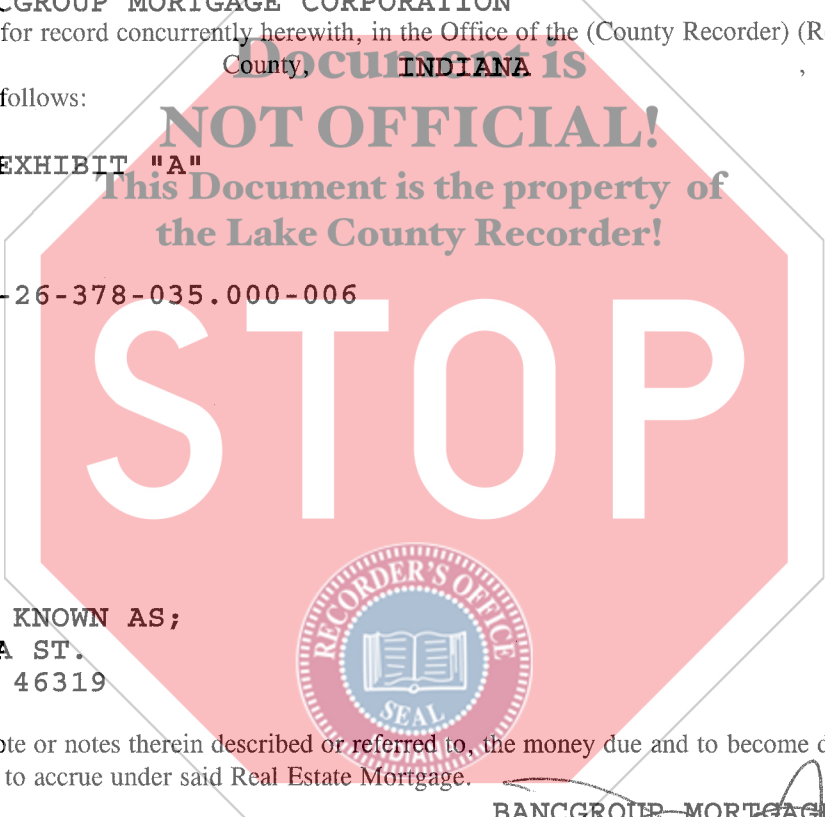 CGROUP MORTGAGE CORPORATION
for record concurrently herewith, in the Office of the (County Recorder) (R
Document is
County, INDIANA ,
follows:
NOT OFFICIAL!
EXHIBIT "A"
This Document is the property of
the Lake County Recorder!
-26-378-035.000-006
STOP
RECORDER'S OFFICE
SEAL
INDIANA
KNOWN AS;
A ST.
46319
ote or notes therein described or referred to, the money due and to become d
to accrue under said Real Estate Mortgage.
BANCGROUP MORTGAG